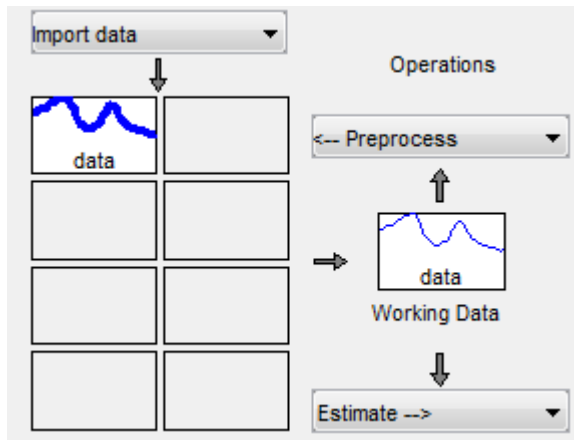 Import data
Operations
data
<-- Preprocess
data
Working Data
Estimate -->